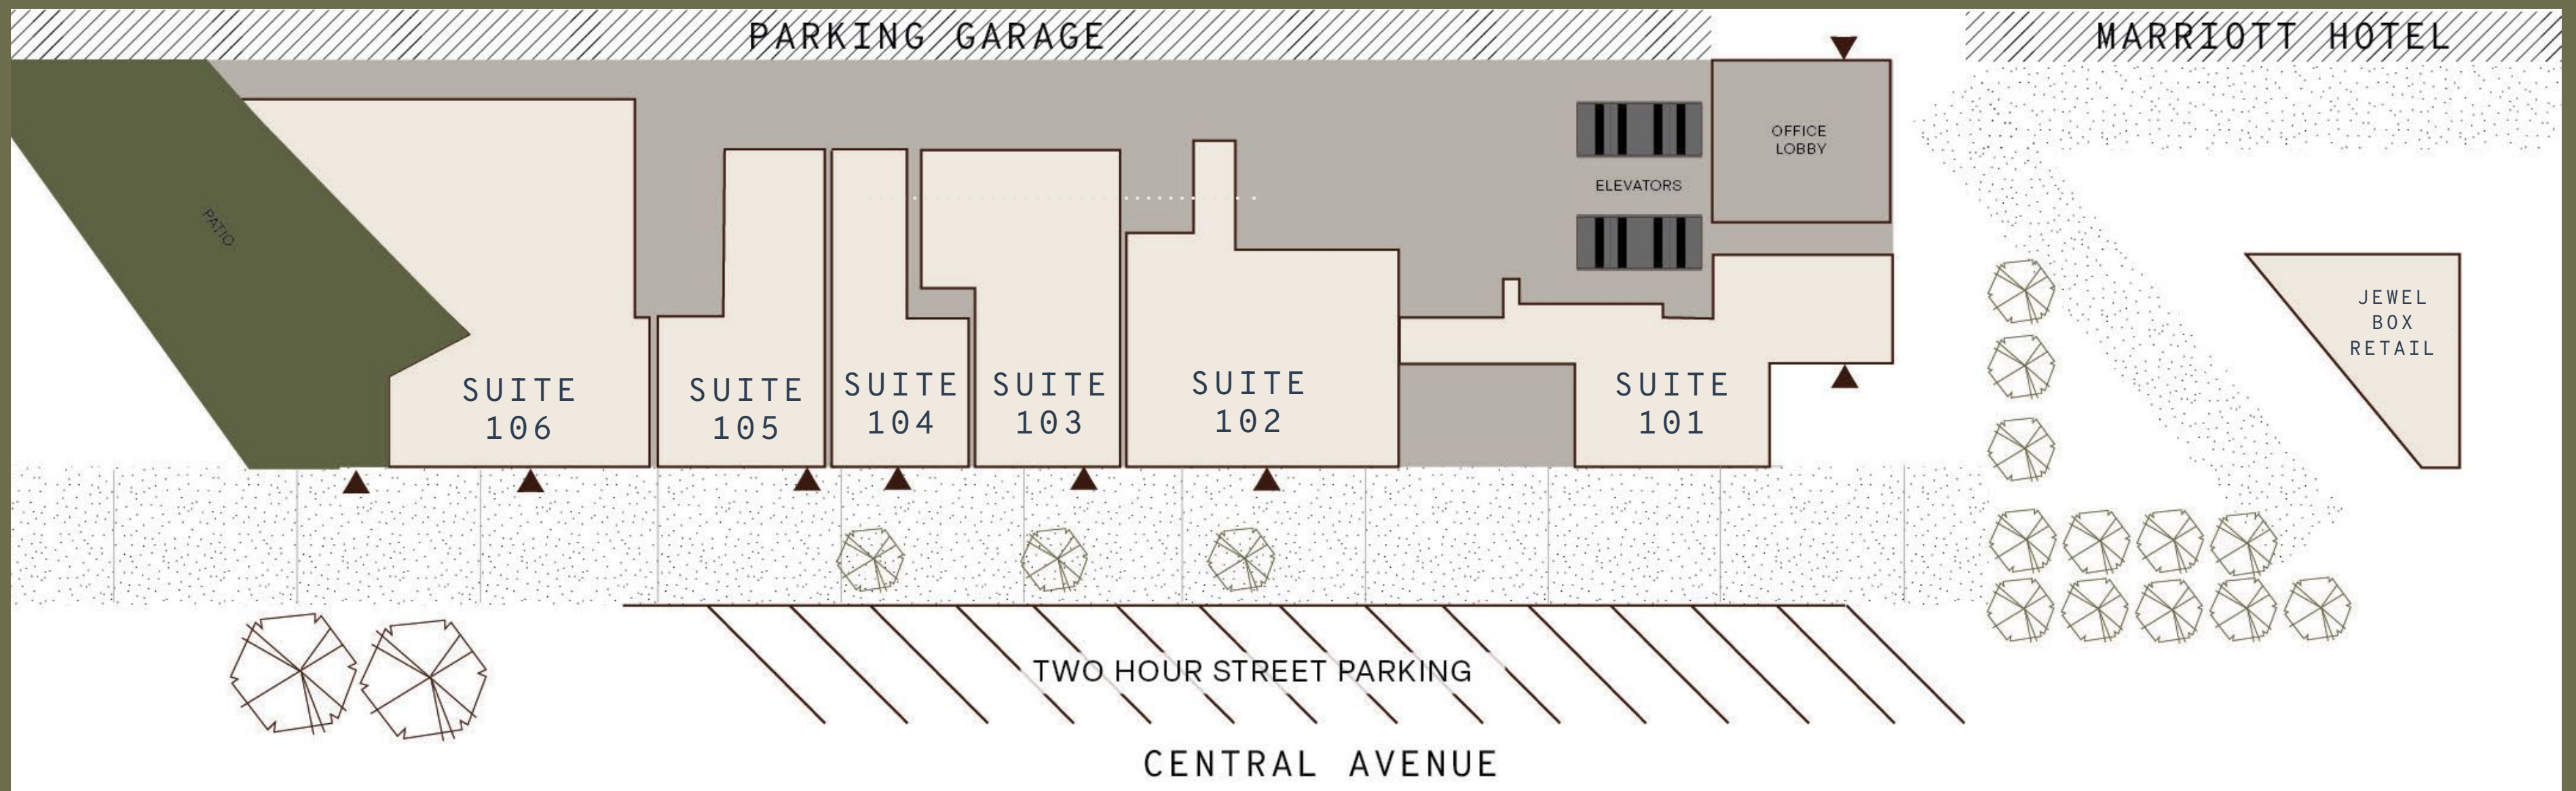 PARKING GARAGE
MARRIOTT HOTEL
OFFICE
LOBBY
ELEVATORS
PATIO
JEWEL
BOX
RETAIL
SUITE
106
SUITE
105
SUITE
104
SUITE
103
SUITE
102
SUITE
101
TWO HOUR STREET PARKING
CENTRAL AVENUE